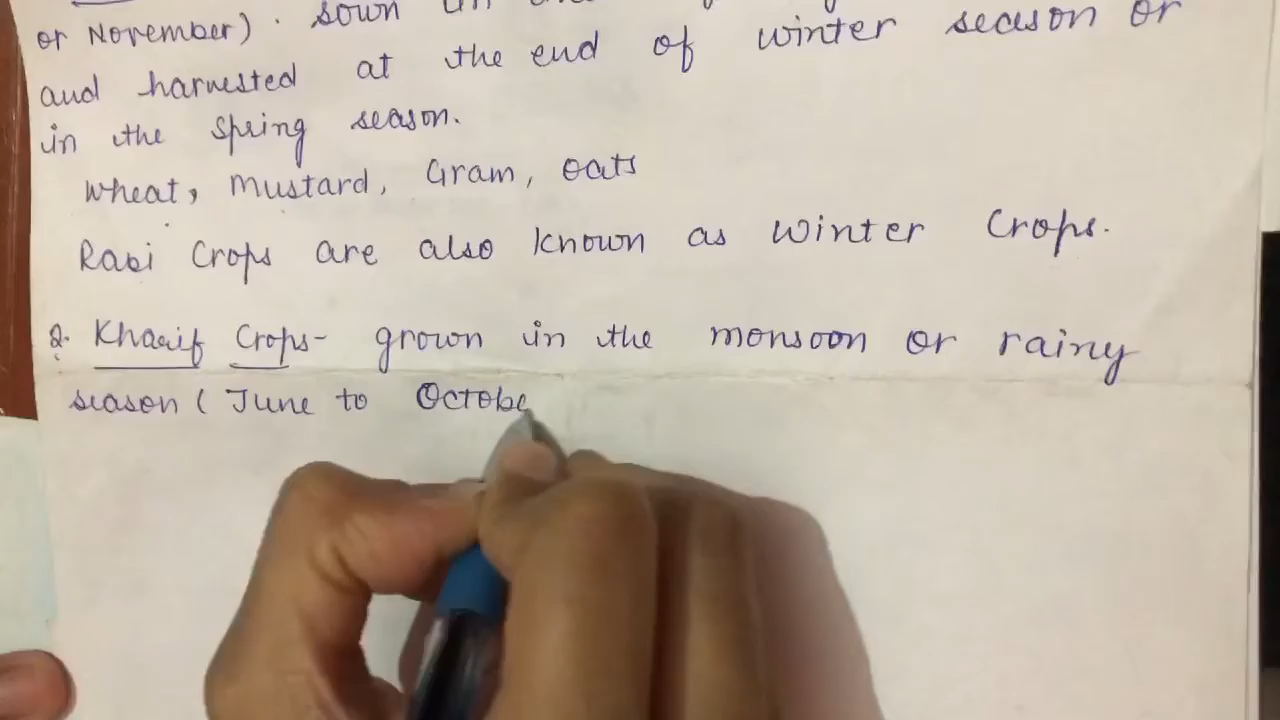 or November). sown in
and harvested at the end of winter season or
in the spring season.
Wheat, Mustard, Gram, Oats
Rabi Crops are also known as Winter Crops.
2. Kharif Crops- grown in the monsoon or rainy
season ( June to Octobe